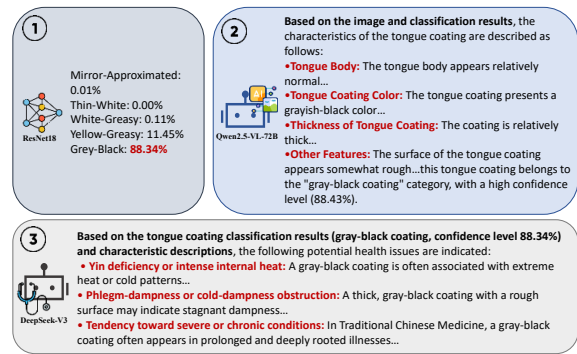 1
Mirror-Approximated:
0.01%
Thin-White: 0.00%
White-Greasy: 0.11%
Yellow-Greasy: 11.45%
Grey-Black: 88.34%
ResNet18
2
Based on the image and classification results, the
characteristics of the tongue coating are described as
follows:
•Tongue Body: The tongue body appears relatively
normal...
•Tongue Coating Color: The tongue coating presents a
grayish-black color...
•Thickness of Tongue Coating: The coating is relatively
thick...
•Other Features: The surface of the tongue coating
appears somewhat rough...this tongue coating belongs to
the "gray-black coating" category, with a high confidence
level (88.43%).
AI
Qwen2.5-VL-72B
3
Based on the tongue coating classification results (gray-black coating, confidence level 88.34%)
and characteristic descriptions, the following potential health issues are indicated:
• Yin deficiency or intense internal heat: A gray-black coating is often associated with extreme
heat or cold patterns...
• Phlegm-dampness or cold-dampness obstruction: A thick, gray-black coating with a rough
surface may indicate stagnant dampness...
• Tendency toward severe or chronic conditions: In Traditional Chinese Medicine, a gray-black
coating often appears in prolonged and deeply rooted illnesses...
DeepSeek-V3